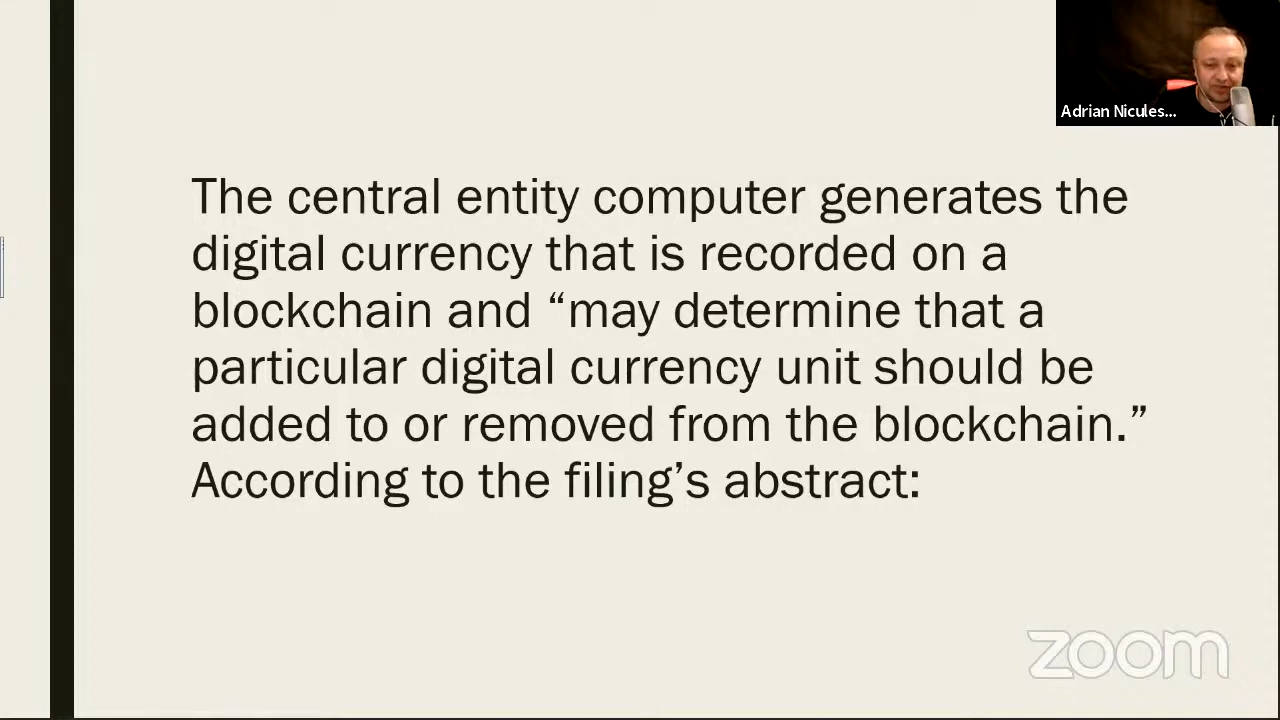 Adrian Nicules...
The central entity computer generates the
digital currency that is recorded on a
blockchain and “may determine that a
particular digital currency unit should be
added to or removed from the blockchain.”
According to the filing’s abstract:
zoom